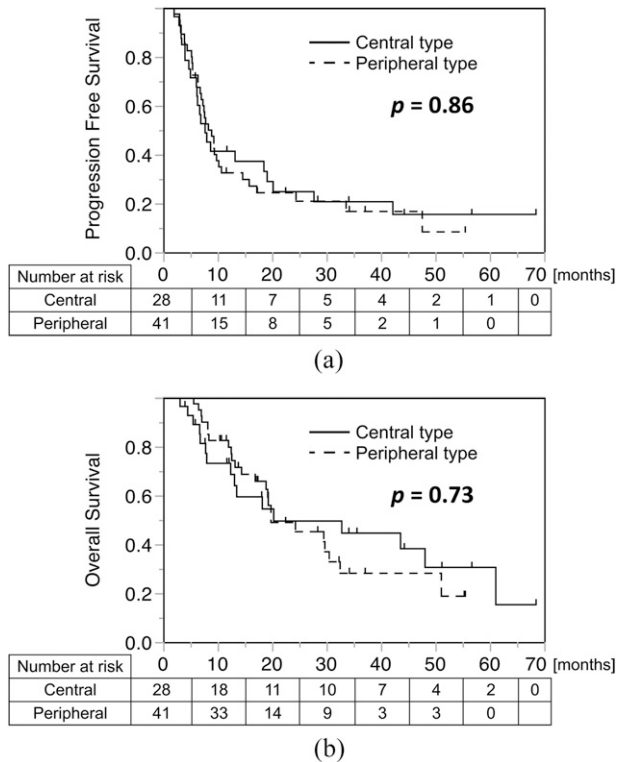 (a)
Progression Free Survival
0.8
0.6
0.4
0.2
0.0
Central type
Peripheral type
p = 0.86
0 10 20 30 40 50 60 70 [months]
Number at risk
Central 28 11 7 5 4 2 1 0
Peripheral 41 15 8 5 2 1 0
(a)
Overall Survival
0.8
0.6
0.4
0.2
0.0
Central type
Peripheral type
p = 0.73
0 10 20 30 40 50 60 70 [months]
Number at risk
Central 28 18 11 10 7 4 2 0
Peripheral 41 33 14 9 3 3 0
(b)